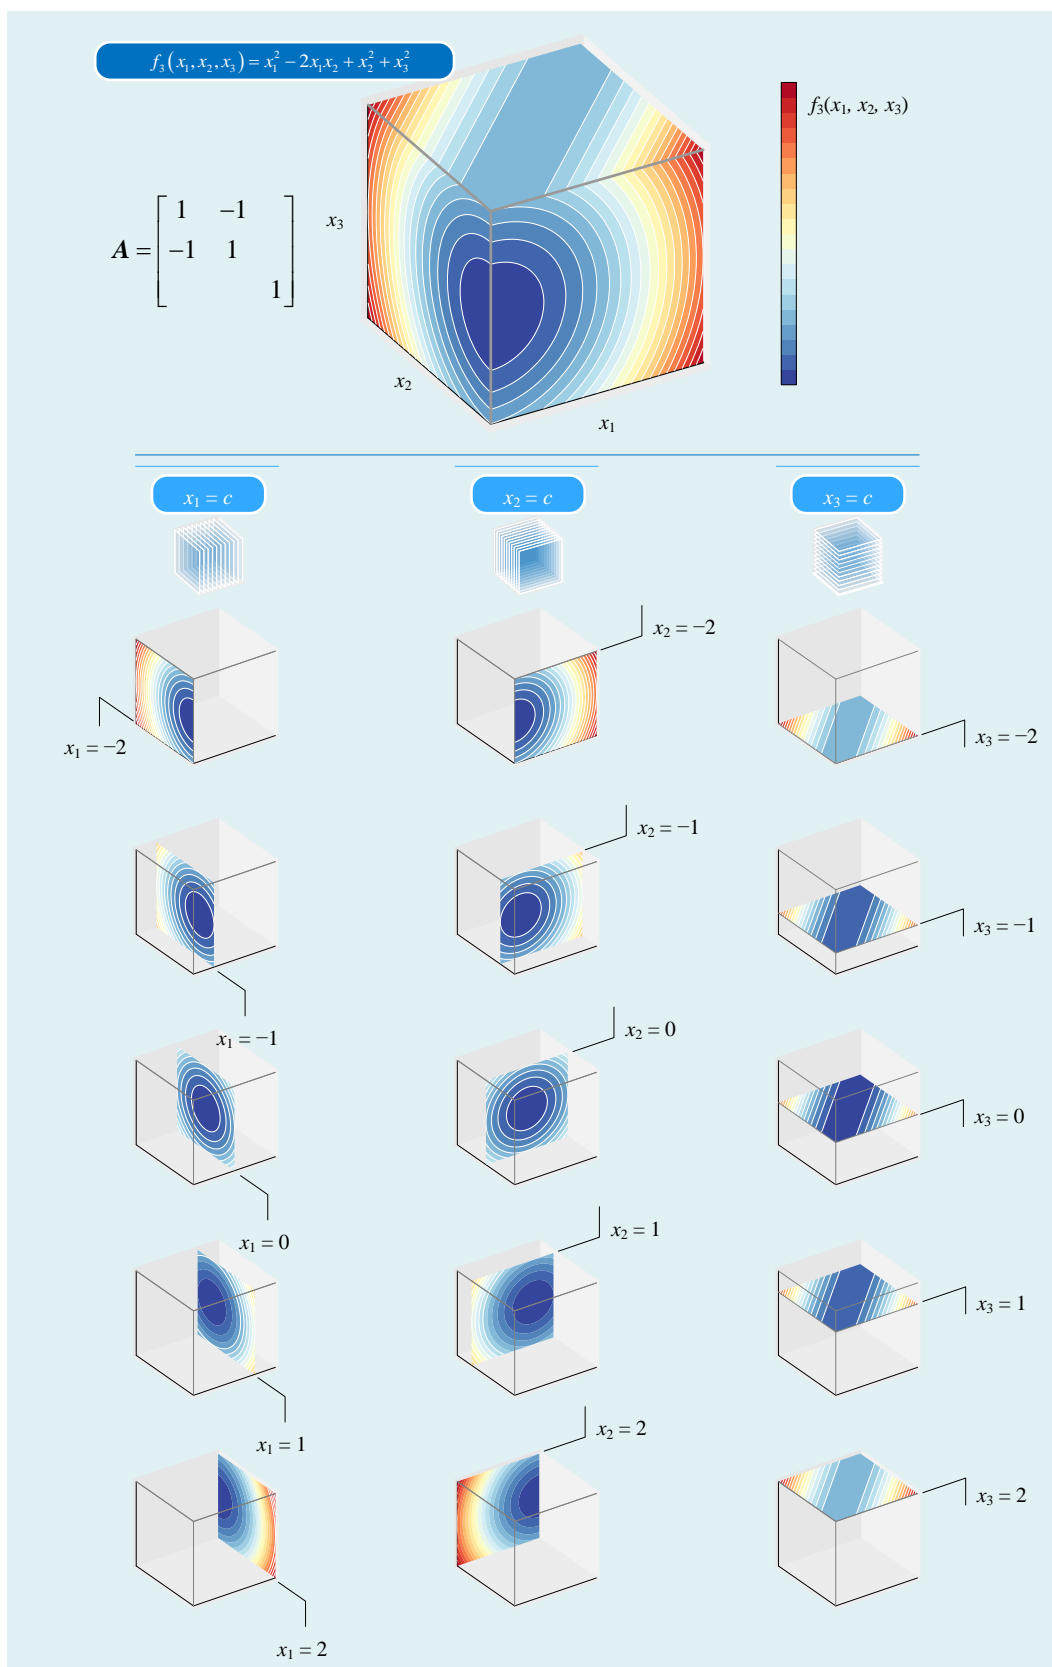 f₃(x₁, x₂, x₃) = x₁² − 2x₁x₂ + x₂² + x₃²
f₃(x₁, x₂, x₃)
A = [1 −1
−1 1
1]
x₃
x₂
x₁
x₁ = c
x₂ = c
x₃ = c
x₁ = −2
x₂ = −2
x₃ = −2
x₁ = −1
x₂ = −1
x₃ = −1
x₁ = 0
x₂ = 0
x₃ = 0
x₁ = 1
x₂ = 1
x₃ = 1
x₁ = 2
x₂ = 2
x₃ = 2